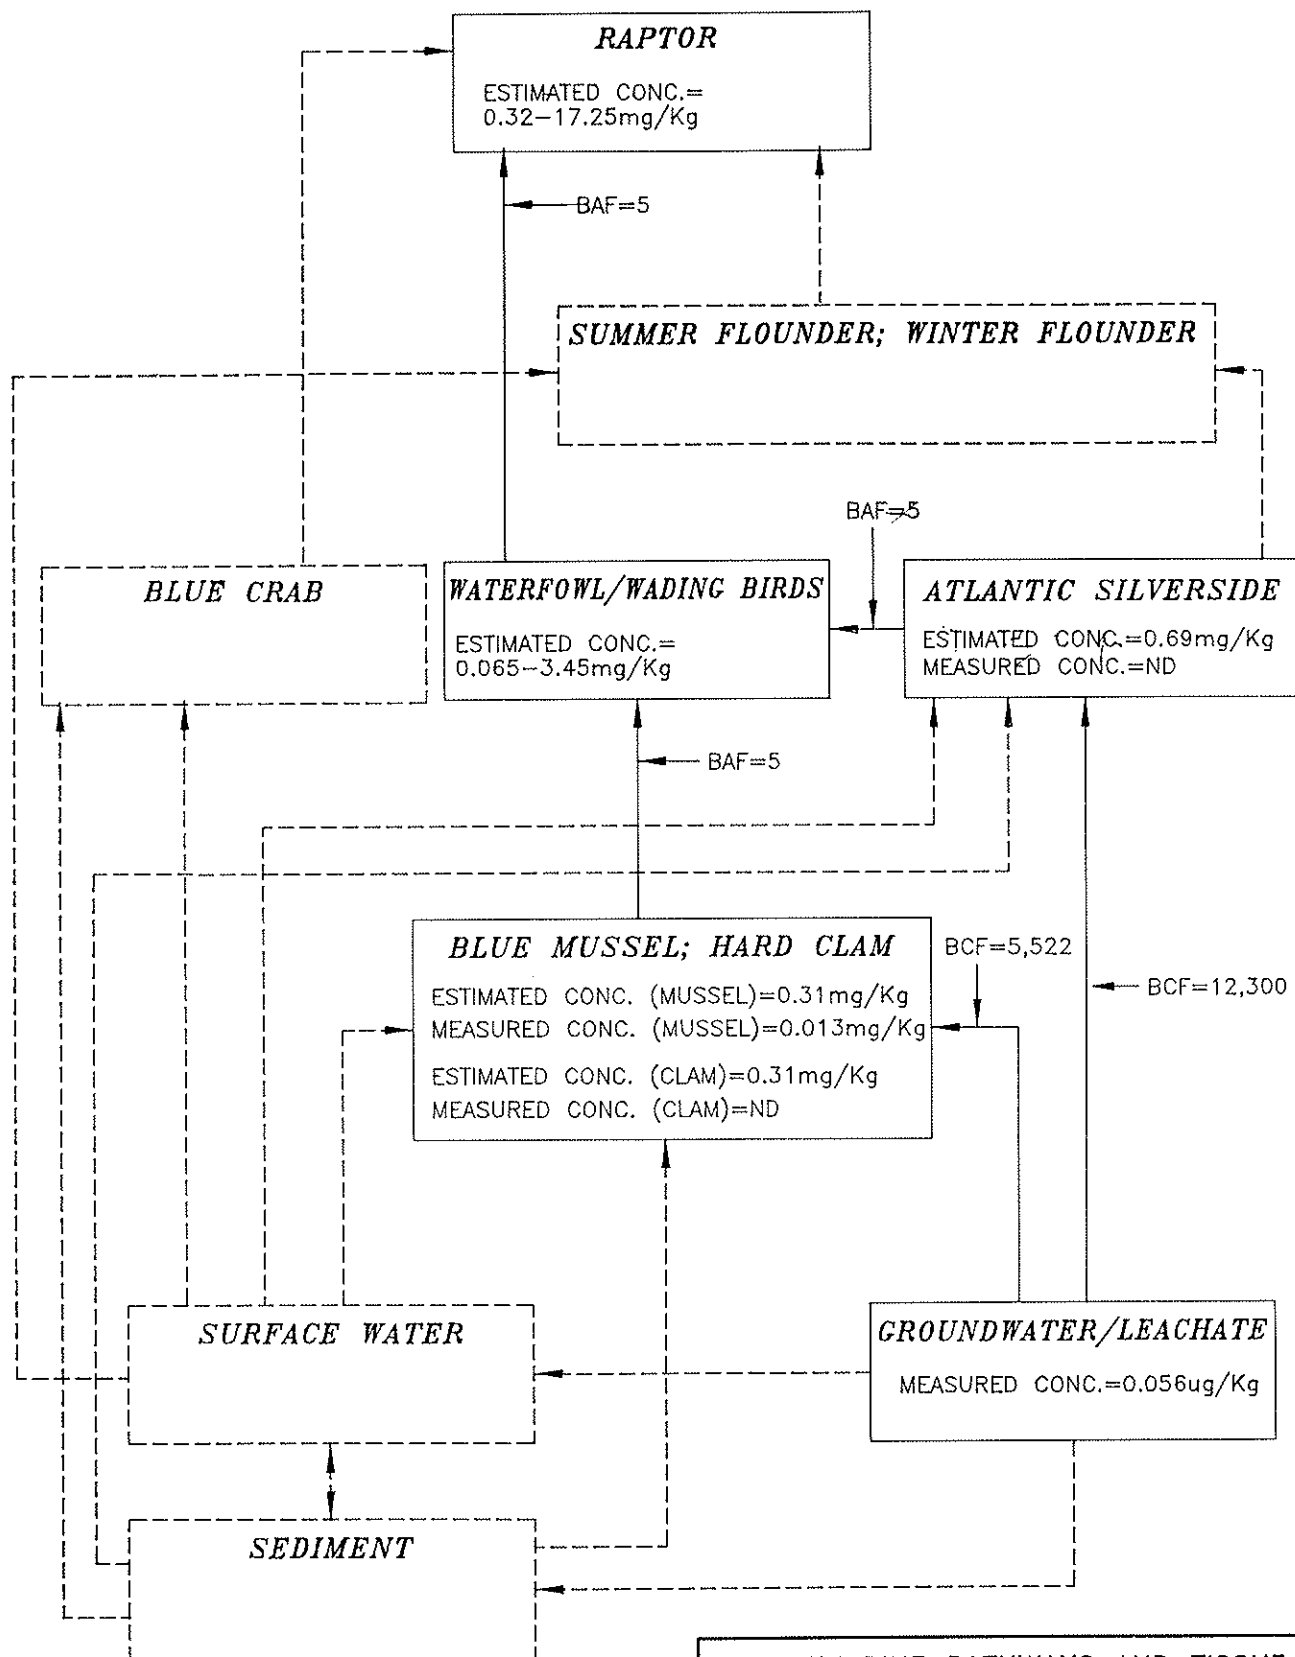 RAPTOR
ESTIMATED CONC.=
0.32-17.25mg/Kg
BAF=5
SUMMER FLOUNDER; WINTER FLOUNDER
BAF=5
BLUE CRAB
WATERFOWL/WADING BIRDS
ESTIMATED CONC.=
0.065-3.45mg/Kg
ATLANTIC SILVERSIDE
ESTIMATED CONC.=0.69mg/Kg
MEASURED CONC.=ND
BAF=5
BLUE MUSSEL; HARD CLAM
ESTIMATED CONC. (MUSSEL)=0.31mg/Kg
MEASURED CONC. (MUSSEL)=0.013mg/Kg
ESTIMATED CONC. (CLAM)=0.31mg/Kg
MEASURED CONC. (CLAM)=ND
BCF=5,522
BCF=12,300
SURFACE WATER
GROUNDWATER/LEACHATE
MEASURED CONC.=0.056ug/Kg
SEDIMENT